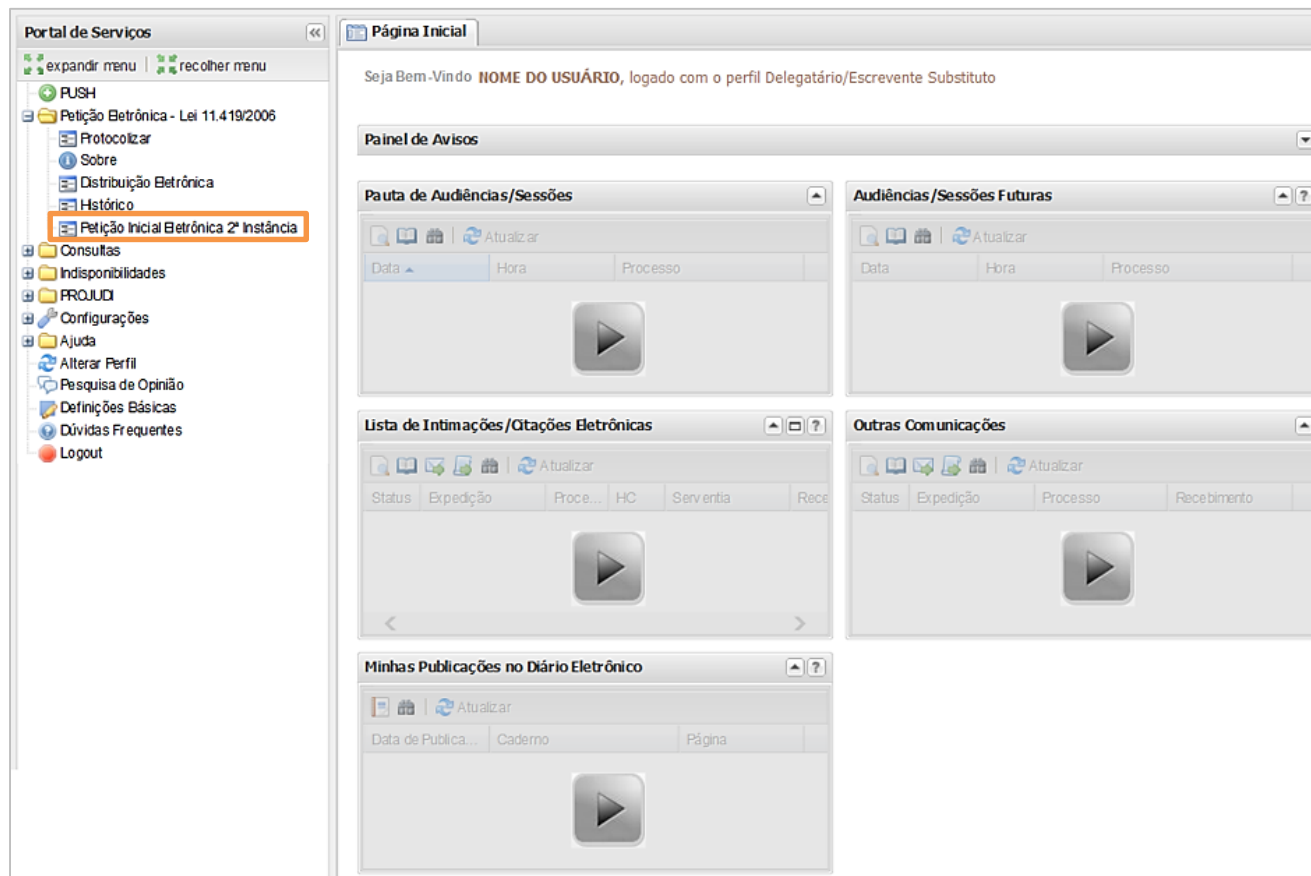 Portal de Serviços
expandir menu | recolher menu
PUSH
Petição Eletrônica - Lei 11.419/2006
Protocolizar
Sobre
Distribuição Eletrônica
Histórico
Petição Inicial Eletrônica 2ª Instância
Consultas
Indisponibilidades
PROJUDI
Configurações
Ajuda
Alterar Perfil
Pesquisa de Opinião
Definições Básicas
Dúvidas Frequentes
Logout
Página Inicial
Seja Bem-Vindo NOME DO USUÁRIO, logado com o perfil Delegatário/Escrevente Substituto
Painel de Avisos
Pauta de Audiências/Sessões
Atualizar
Data Hora Processo
Audiências/Sessões Futuras
Atualizar
Data Hora Processo
Lista de Intimações/Citações Eletrônicas
Atualizar
Status Expedição Proce... HC Serventia Rece
Outras Comunicações
Atualizar
Status Expedição Processo Recebimento
Minhas Publicações no Diário Eletrônico
Atualizar
Data de Publica... Caderno Página